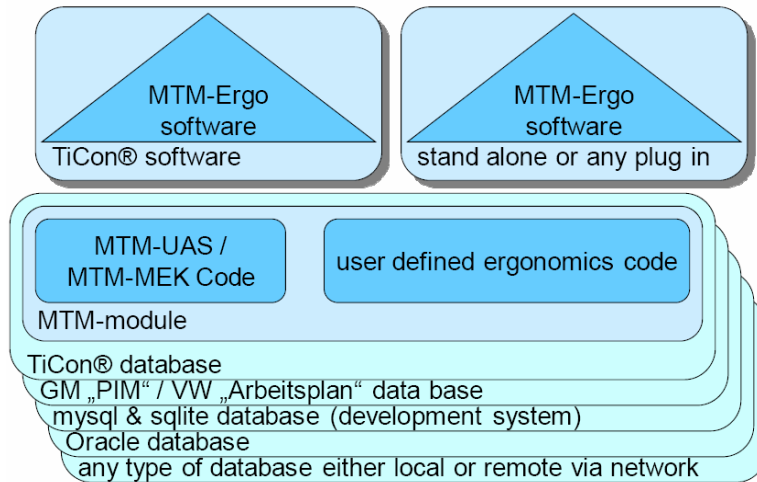 MTM-Ergo
software
TiCon® software
MTM-Ergo
software
stand alone or any plug in
MTM-UAS /
MTM-MEK Code
user defined ergonomics code
MTM-module
TiCon® database
GM „PIM“ / VW „Arbeitsplan“ data base
mysql & sqlite database (development system)
Oracle database
any type of database either local or remote via network